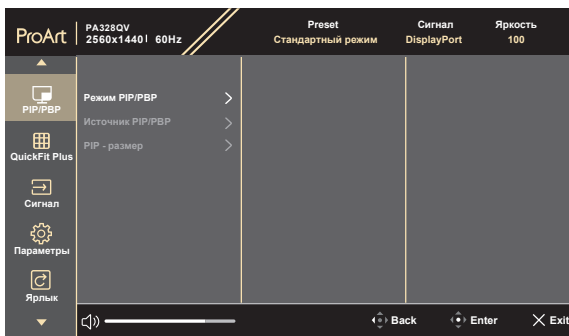 ProArt
PA328QV
2560x1440 60Hz
Preset
Стандартный режим
Сигнал
DisplayPort
Яркость
100
PIP/PBP
QuickFit Plus
Сигнал
Параметры
Ярлык
Режим PIP/PBP
Источник PIP/PBP
PIP - размер
Back
Enter
Exit